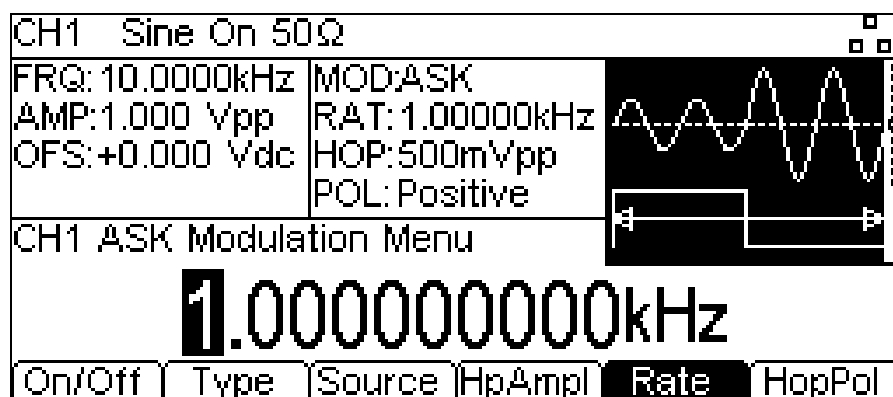 CH1 Sine On 50Ω
FRQ: 10.0000kHz
AMP:1.000 Vpp
OFS:+0.000 Vdc
MOD:ASK
RAT:1.00000kHz
HOP:500mVpp
POL: Positive
CH1 ASK Modulation Menu
1.000000000kHz
On/Off Type Source HpAmpl Rate HopPol